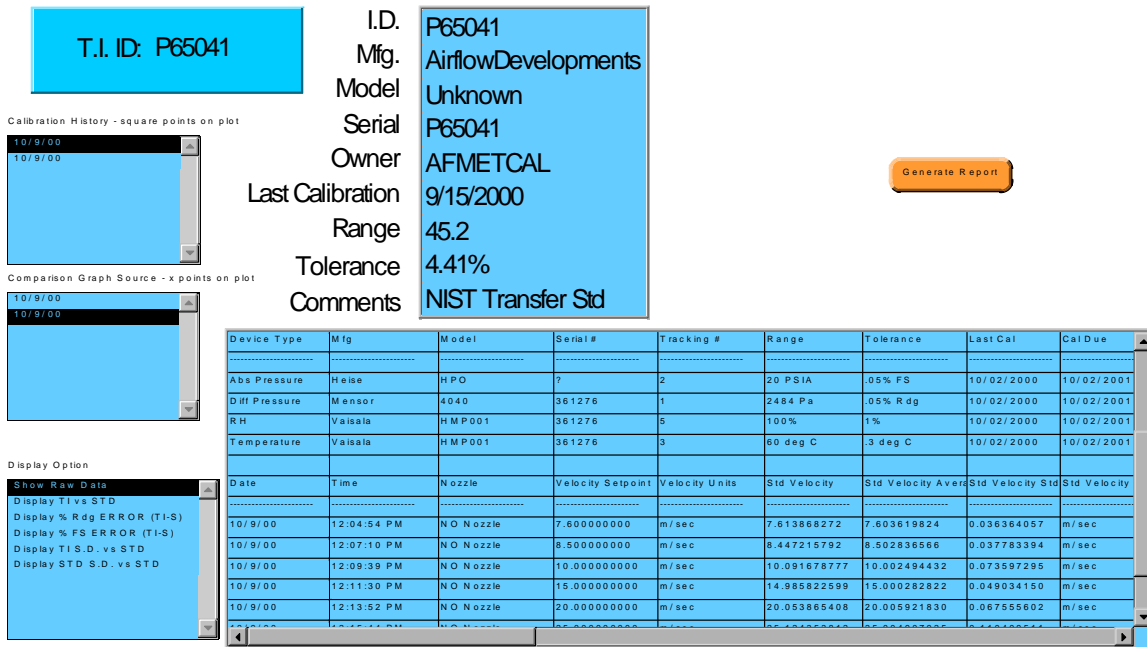 T.I. ID: P65041
I.D. P65041
Mfg. AirflowDevelopments
Model Unknown
Serial P65041
Owner AFMETCAL
Last Calibration 9/15/2000
Range 45.2
Tolerance 4.41%
Comments NIST Transfer Std
Generate Report
Calibration History - square points on plot
10/9/00
10/9/00
Comparison Graph Source - x points on plot
10/9/00
10/9/00
Display Option
Show Raw Data
Display TI vs STD
Display % Rdg ERROR (TI-S)
Display % FS ERROR (TI-S)
Display TI S.D. vs STD
Display STD S.D. vs STD
Device Type Mfg Model Serial # Tracking # Range Tolerance Last Cal Cal Due
---------------------- ---------------------- ---------------------- ---------------------- ---------------------- ---------------------- ---------------------- ---------------------- ----------------------
Abs Pressure Heise HPO ? 2 20 PSIA .05% FS 10/02/2000 10/02/2001
Diff Pressure Mensor 4040 361276 1 2484 Pa .05% Rdg 10/02/2000 10/02/2001
RH Vaisala HMP001 361276 5 100% 1% 10/02/2000 10/02/2001
Temperature Vaisala HMP001 361276 3 60 deg C .3 deg C 10/02/2000 10/02/2001
Date Time Nozzle Velocity Setpoint Velocity Units Std Velocity Std Velocity Avera Std Velocity Std Std Velocity
---------------------- ---------------------- ---------------------- ---------------------- ---------------------- ---------------------- ---------------------- ---------------------- ----------------------
10/9/00 12:04:54 PM NO Nozzle 7.600000000 m/sec 7.613868272 7.603619824 0.036364057 m/sec
10/9/00 12:07:10 PM NO Nozzle 8.500000000 m/sec 8.447215792 8.502836566 0.037783394 m/sec
10/9/00 12:09:39 PM NO Nozzle 10.000000000 m/sec 10.091678777 10.002494432 0.073597295 m/sec
10/9/00 12:11:30 PM NO Nozzle 15.000000000 m/sec 14.985822599 15.000282822 0.049034150 m/sec
10/9/00 12:13:52 PM NO Nozzle 20.000000000 m/sec 20.053865408 20.005921830 0.067555602 m/sec